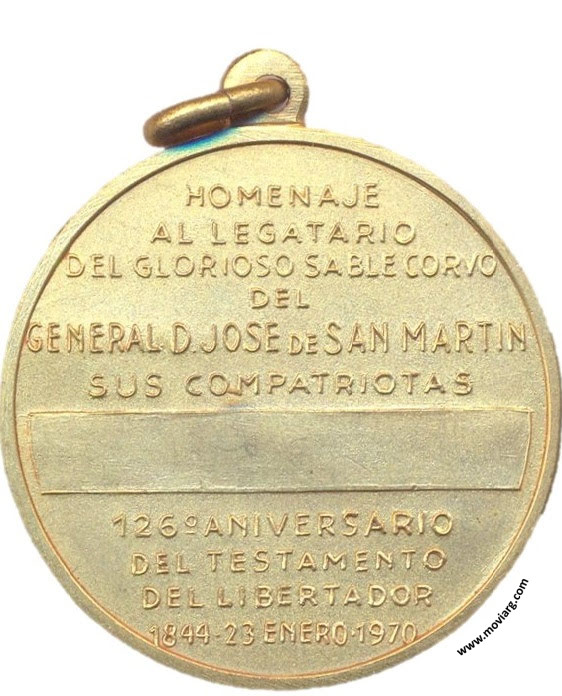 HOMENAJE
AL LEGATARIO
DEL GLORIOSO SABLE CORVO
DEL
GENERAL D. JOSE DE SAN MARTIN
SUS COMPATRIOTAS
126º ANIVERSARIO
DEL TESTAMENTO
DEL LIBERTADOR
1844 - 23 ENERO - 1970
www.moviarg.com